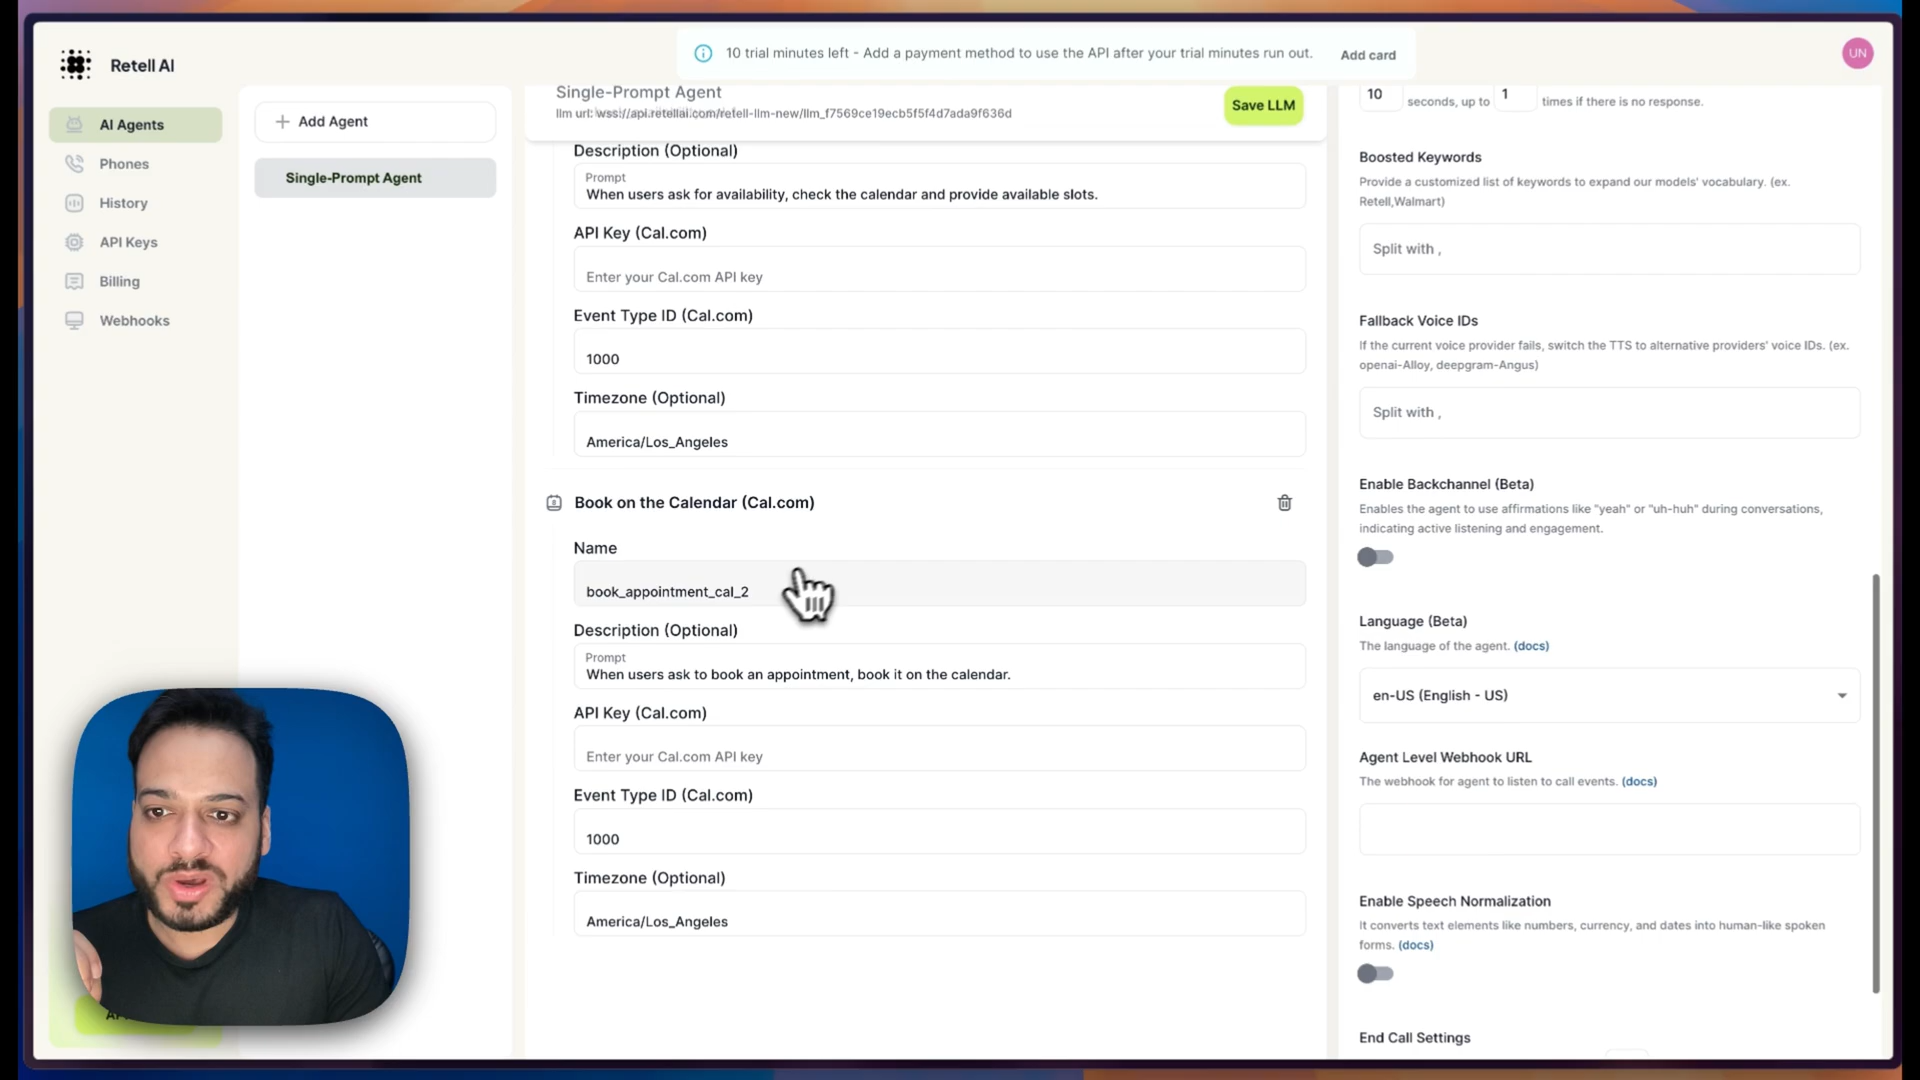 Retell AI
10 trial minutes left - Add a payment method to use the API after your trial minutes run out.
Add card
UN
AI Agents
Phones
History
API Keys
Billing
Webhooks
Add Agent
Single-Prompt Agent
Single-Prompt Agent
llm url: wss://api.retellai.com/retell-llm-new/llm_f7569ce19ecb5f5f4d7ada9f636d
Save LLM
Description (Optional)
Prompt
When users ask for availability, check the calendar and provide available slots.
API Key (Cal.com)
Enter your Cal.com API key
Event Type ID (Cal.com)
1000
Timezone (Optional)
America/Los_Angeles
Book on the Calendar (Cal.com)
Name
book_appointment_cal_2
Description (Optional)
Prompt
When users ask to book an appointment, book it on the calendar.
API Key (Cal.com)
Enter your Cal.com API key
Event Type ID (Cal.com)
1000
Timezone (Optional)
America/Los_Angeles
10 seconds, up to 1 times if there is no response.
Boosted Keywords
Provide a customized list of keywords to expand our models' vocabulary. (ex.
Retell,Walmart)
Split with ,
Fallback Voice IDs
If the current voice provider fails, switch the TTS to alternative providers' voice IDs. (ex.
openai-Alloy, deepgram-Angus)
Split with ,
Enable Backchannel (Beta)
Enables the agent to use affirmations like "yeah" or "uh-huh" during conversations,
indicating active listening and engagement.
Language (Beta)
The language of the agent. (docs)
en-US (English - US)
Agent Level Webhook URL
The webhook for agent to listen to call events. (docs)
Enable Speech Normalization
It converts text elements like numbers, currency, and dates into human-like spoken
forms. (docs)
End Call Settings